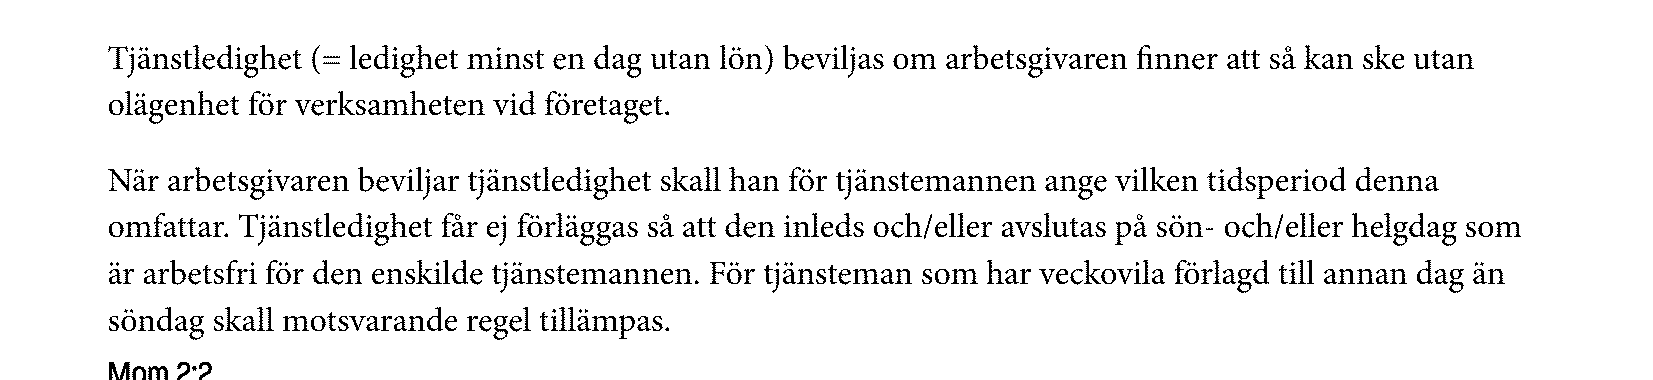 Tjänstledighet (= ledighet minst en dag utan lön) beviljas om arbetsgivaren finner att så kan ske utan
olägenhet för verksamheten vid företaget.
När arbetsgivaren beviljar tjänstledighet skall han för tjänstemannen ange vilken tidsperiod denna
omfattar. Tjänstledighet får ej förläggas så att den inleds och/eller avslutas på sön- och/eller helgdag som
är arbetsfri för den enskilde tjänstemannen. För tjänsteman som har veckovila förlagd till annan dag än
söndag skall motsvarande regel tillämpas.
Mom 2:2